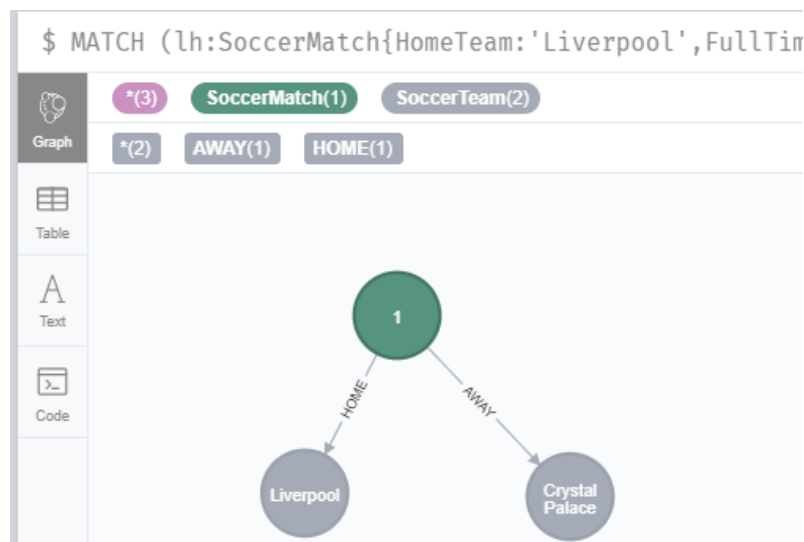 $ MATCH (lh:SoccerMatch{HomeTeam:'Liverpool',FullTim
*(3) SoccerMatch(1) SoccerTeam(2)
Graph
*(2) AWAY(1) HOME(1)
Table
Text
Code
1
HOME
AWAY
Liverpool
Crystal
Palace